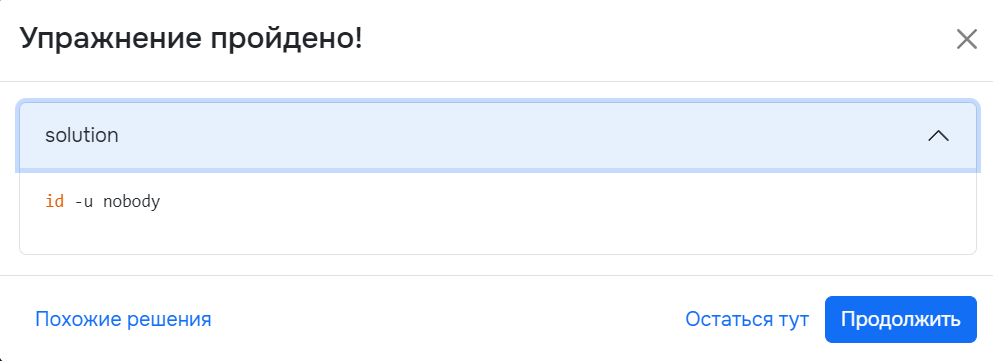 Упражнение пройдено!
solution
id -u nobody
Похожие решения
Остаться тут
Продолжить